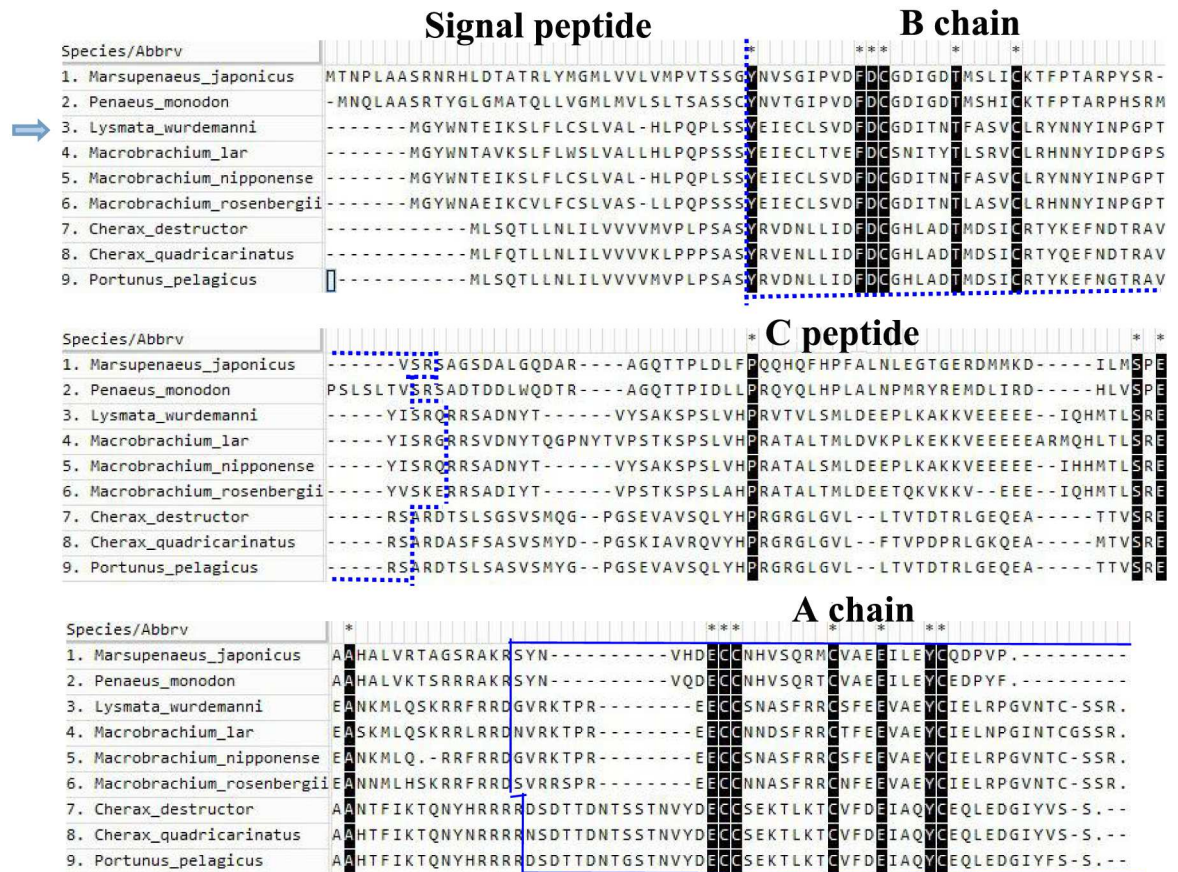 Signal peptide B chain
Species/Abbrv * * * * * *
1. Marsupenaeus_japonicus MTNPLAASRNRHLDTATRLYMGMLVVLVMPVTSSGYNVSGIPVDFDCGDIGDTMSLICKTFPTARPYSR-
2. Penaeus_monodon -MNQLAASRTYGLGMATQLLVGMLMVLSLTSASSCYNVTGIPVDFDCGDIGDTMSHICKTFPTARPHSRM
3. Lysmata_wurdemanni -------MGYWNTEIKSLFLCSLVAL-HLPQPLSSYEIECLSVDFDCGDITNTFASVCLRYNNYINPGPT
4. Macrobrachium_lar -------MGYWNTAVKSLFLWSLVALLHLPQPLSSYEIECLTVEFDCSNITYTLSRVCLRHNNYIDPGPS
5. Macrobrachium_nipponense -------MGYWNTEIKSLFLCSLVAL-HLPQPLSSYEIECLSVDFDCGDITNTFASVCLRYNNYINPGPT
6. Macrobrachium_rosenbergii -------MGYWNAEIKCVLFCSLVAS-LLPQPSSSYEIECLSVDFDCGDITNTLASVCLRHNNYINPGPT
7. Cherax_destructor ------------MLSQTLLNLILVVVVMVPLPSASYRVDNLLIDFDCGHLADTMDSICRTYKEFNDTRAV
8. Cherax_quadricarinatus ------------MLFQTLLNLILVVVVKLPPPSASYRVENLLIDFDCGHLADTMDSICRTYQEFNDTRAV
9. Portunus_pelagicus ------------MLSQTLLNLILVVVVMVPLPSASYRVDNLLIDFDCGHLADTMDSICRTYKEFNGTRAV
C peptide
Species/Abbrv * * *
1. Marsupenaeus_japonicus ------VSRSAGSDALGQDAR----AGQTTPLDLFPQQHQFHPFALNLEGTGERDMMKD-----ILMSPE
2. Penaeus_monodon PSLSLTVSRSADTDDLWQDTR----AGQTTPIDLLPRQYQLHPLALNPMRYREMDLIRD-----HLVSPE
3. Lysmata_wurdemanni -----YISRQRRSADNYT------VYSAKSPSLVHPRVTVLSMLDEEPLKAKKVEEEEE--IQHMTLSRE
4. Macrobrachium_lar -----YISRGRRSVDNYTQGPNYTVPSTKSPSLVHPRATALTMLDVKPLKEKKVEEEEEARMQHLTLSRE
5. Macrobrachium_nipponense -----YISRQRRSADNYT------VYSAKSPSLVHPRATALSMLDEEPLKAKKVEEEEE--IHHMTLSRE
6. Macrobrachium_rosenbergii -----YVSKERRSADIYT------VPSTKSPSLAHPRATALTMLDEETQKVKKV--EEE--IQHMTLSRE
7. Cherax_destructor -----RSARDTSLSGSVSMQG--PGSEVAVSQLYHPRGRGLGVL--LTVTDTRLGEQEA-----TTVSRE
8. Cherax_quadricarinatus -----RSARDASFSASVSMYD--PGSKIAVRQVYHPRGRGLGVL--FTVPDPRLGKQEA-----MTVSRE
9. Portunus_pelagicus -----RSARDTSLSASVSMYG--PGSEVAVSQLYHPRGRGLGVL--LTVTDTRLGEQEA-----TTVSRE
A chain
Species/Abbrv * *** * * **
1. Marsupenaeus_japonicus AAHALVRTAGSRAKRSYN----------VHDECCNHVSQRMCVAEEILEYCQDPVP.---------
2. Penaeus_monodon AAHALVKTSRRRAKRSYN----------VQDECCNHVSQRTCVAEEILEYCEDPYF.---------
3. Lysmata_wurdemanni EANKMLQSKRRFRRDGVRKTPR--------EECCSNASFRRCSFEEVAEYCIELRPGVNTC-SSR.
4. Macrobrachium_lar EASKMLQSKRRLRRDNVRKTPR--------EECCNNDSFRRCTFEEVAEYCIELNPGINTCGSSR.
5. Macrobrachium_nipponense EANKMLQ.-RRFRRDGVRKTPR--------EECCSNASFRRCSFEEVAEYCIELRPGVNTC-SSR.
6. Macrobrachium_rosenbergii EANNMLHSKRRFRRDSVRRSPR--------EECCNNASFRRCNFEEVAEYCIELRPGVNTC-SSR.
7. Cherax_destructor AANTFIKTQNYHRRRRDSDTTDNTSSTNVYDECCSEKTLKTCVFDEIAQYCEQLEDGIYVS-S.--
8. Cherax_quadricarinatus AAHTFIKTQNYNRRRRNSDTTDNTSSTNVYDECCSEKTLKTCVFDEIAQYCEQLEDGIYVS-S.--
9. Portunus_pelagicus AAHTFIKTQNYHRRRRDSDTTDNTGSTNVYDECCSEKTLKTCVFDEIAQYCEQLEDGIYFS-S.--